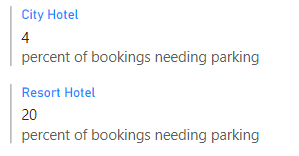 City Hotel
4
percent of bookings needing parking
Resort Hotel
20
percent of bookings needing parking